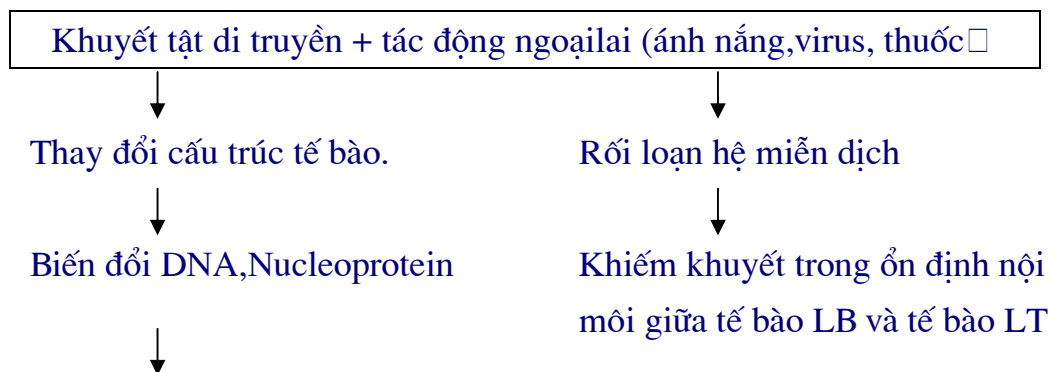 Khuyết tật di truyền + tác động ngoạilai (ánh nắng,virus, thuốc□
Thay đổi cấu trúc tế bào.
Rối loạn hệ miễn dịch
Biến đổi DNA,Nucleoprotein
Khiếm khuyết trong ổn định nội
môi giữa tế bào LB và tế bào LT